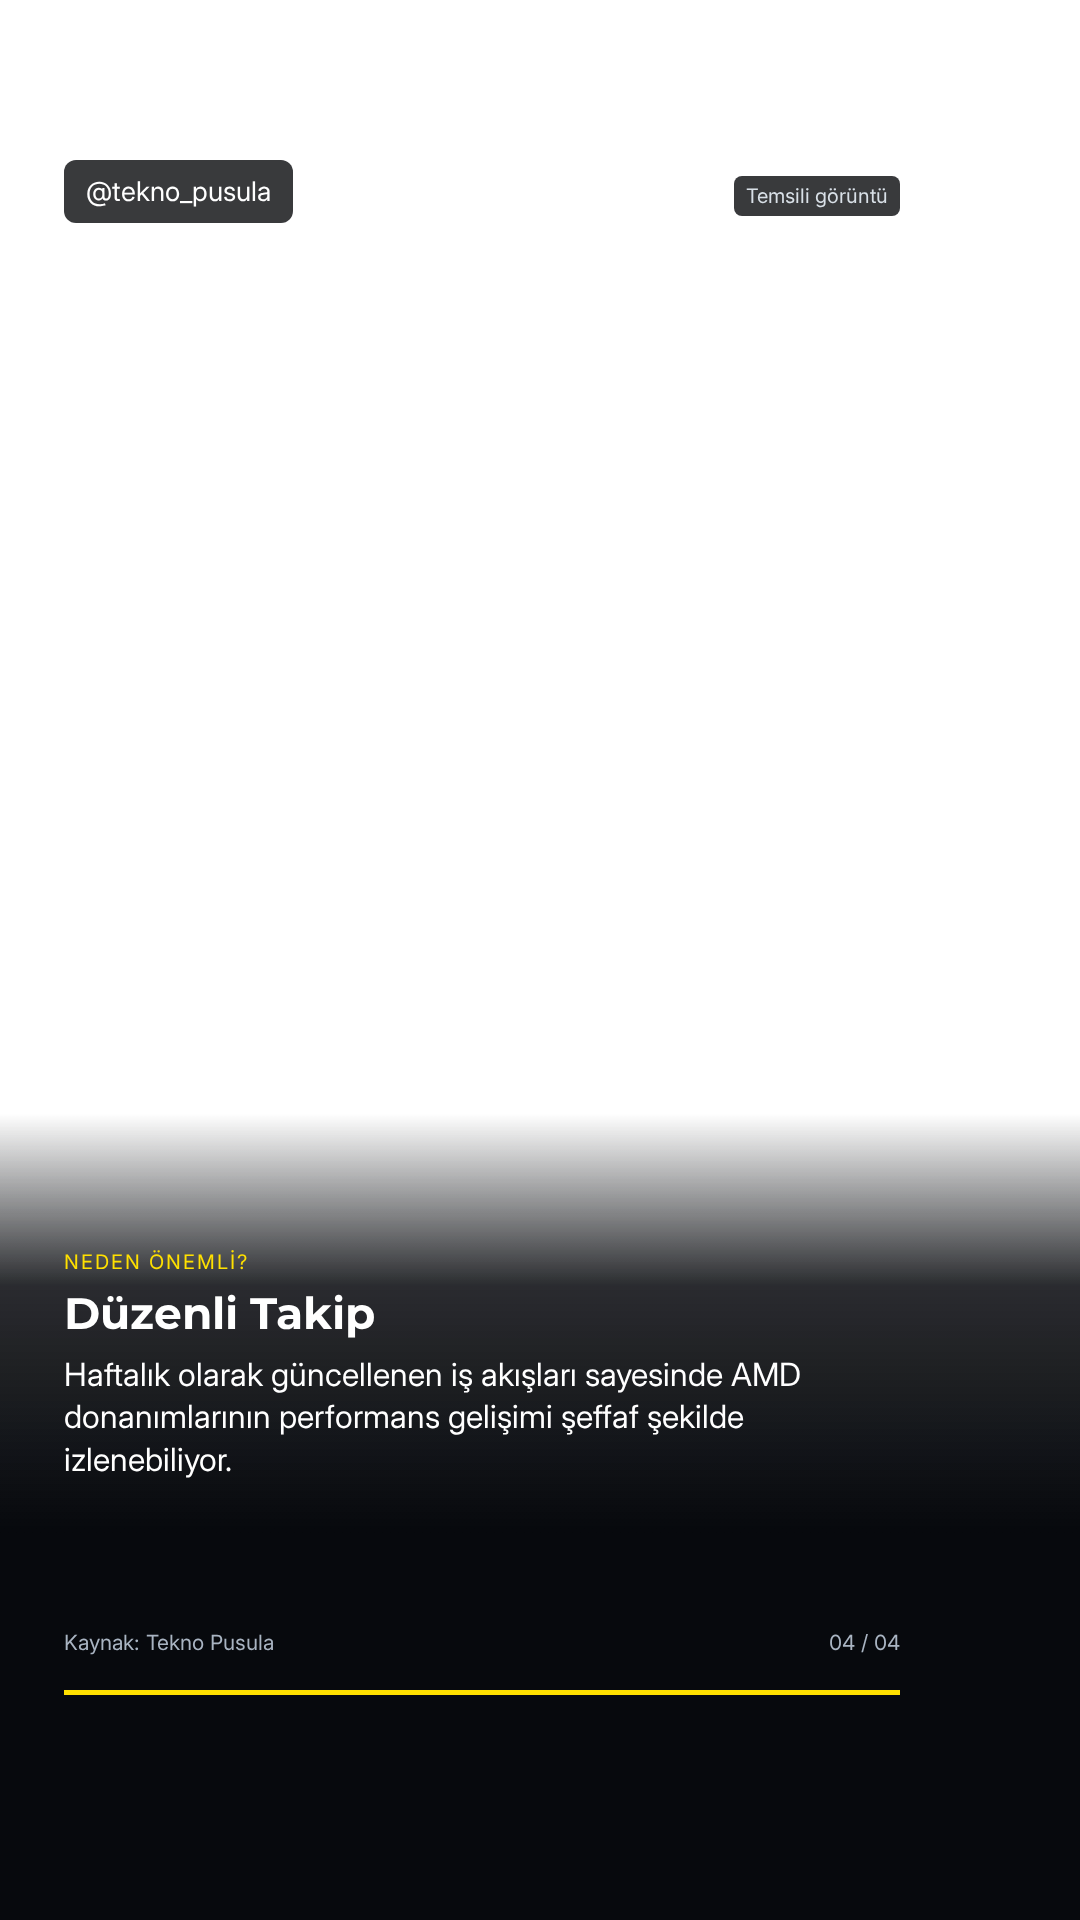 @tekno_pusula
Temsili görüntü
NEDEN ÖNEMLİ?
Düzenli Takip
Haftalık olarak güncellenen iş akışları sayesinde AMD
donanımlarının performans gelişimi şeffaf şekilde
izlenebiliyor.
Kaynak: Tekno Pusula
04 / 04